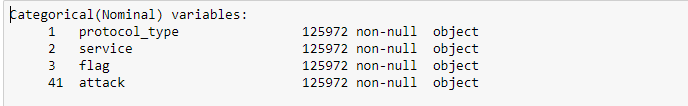 Categorical(Nominal) variables:
1 protocol_type 125972 non-null object
2 service 125972 non-null object
3 flag 125972 non-null object
41 attack 125972 non-null object